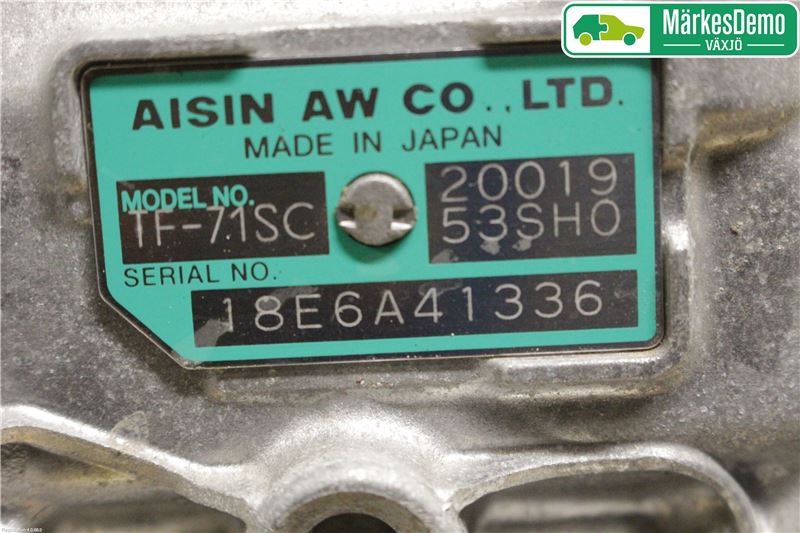 MärkesDemo
VÄXJÖ
AISIN AW CO., LTD.
MADE IN JAPAN
MODEL NO.
TF-71SC
20019
53SH0
SERIAL NO.
18E6A41336